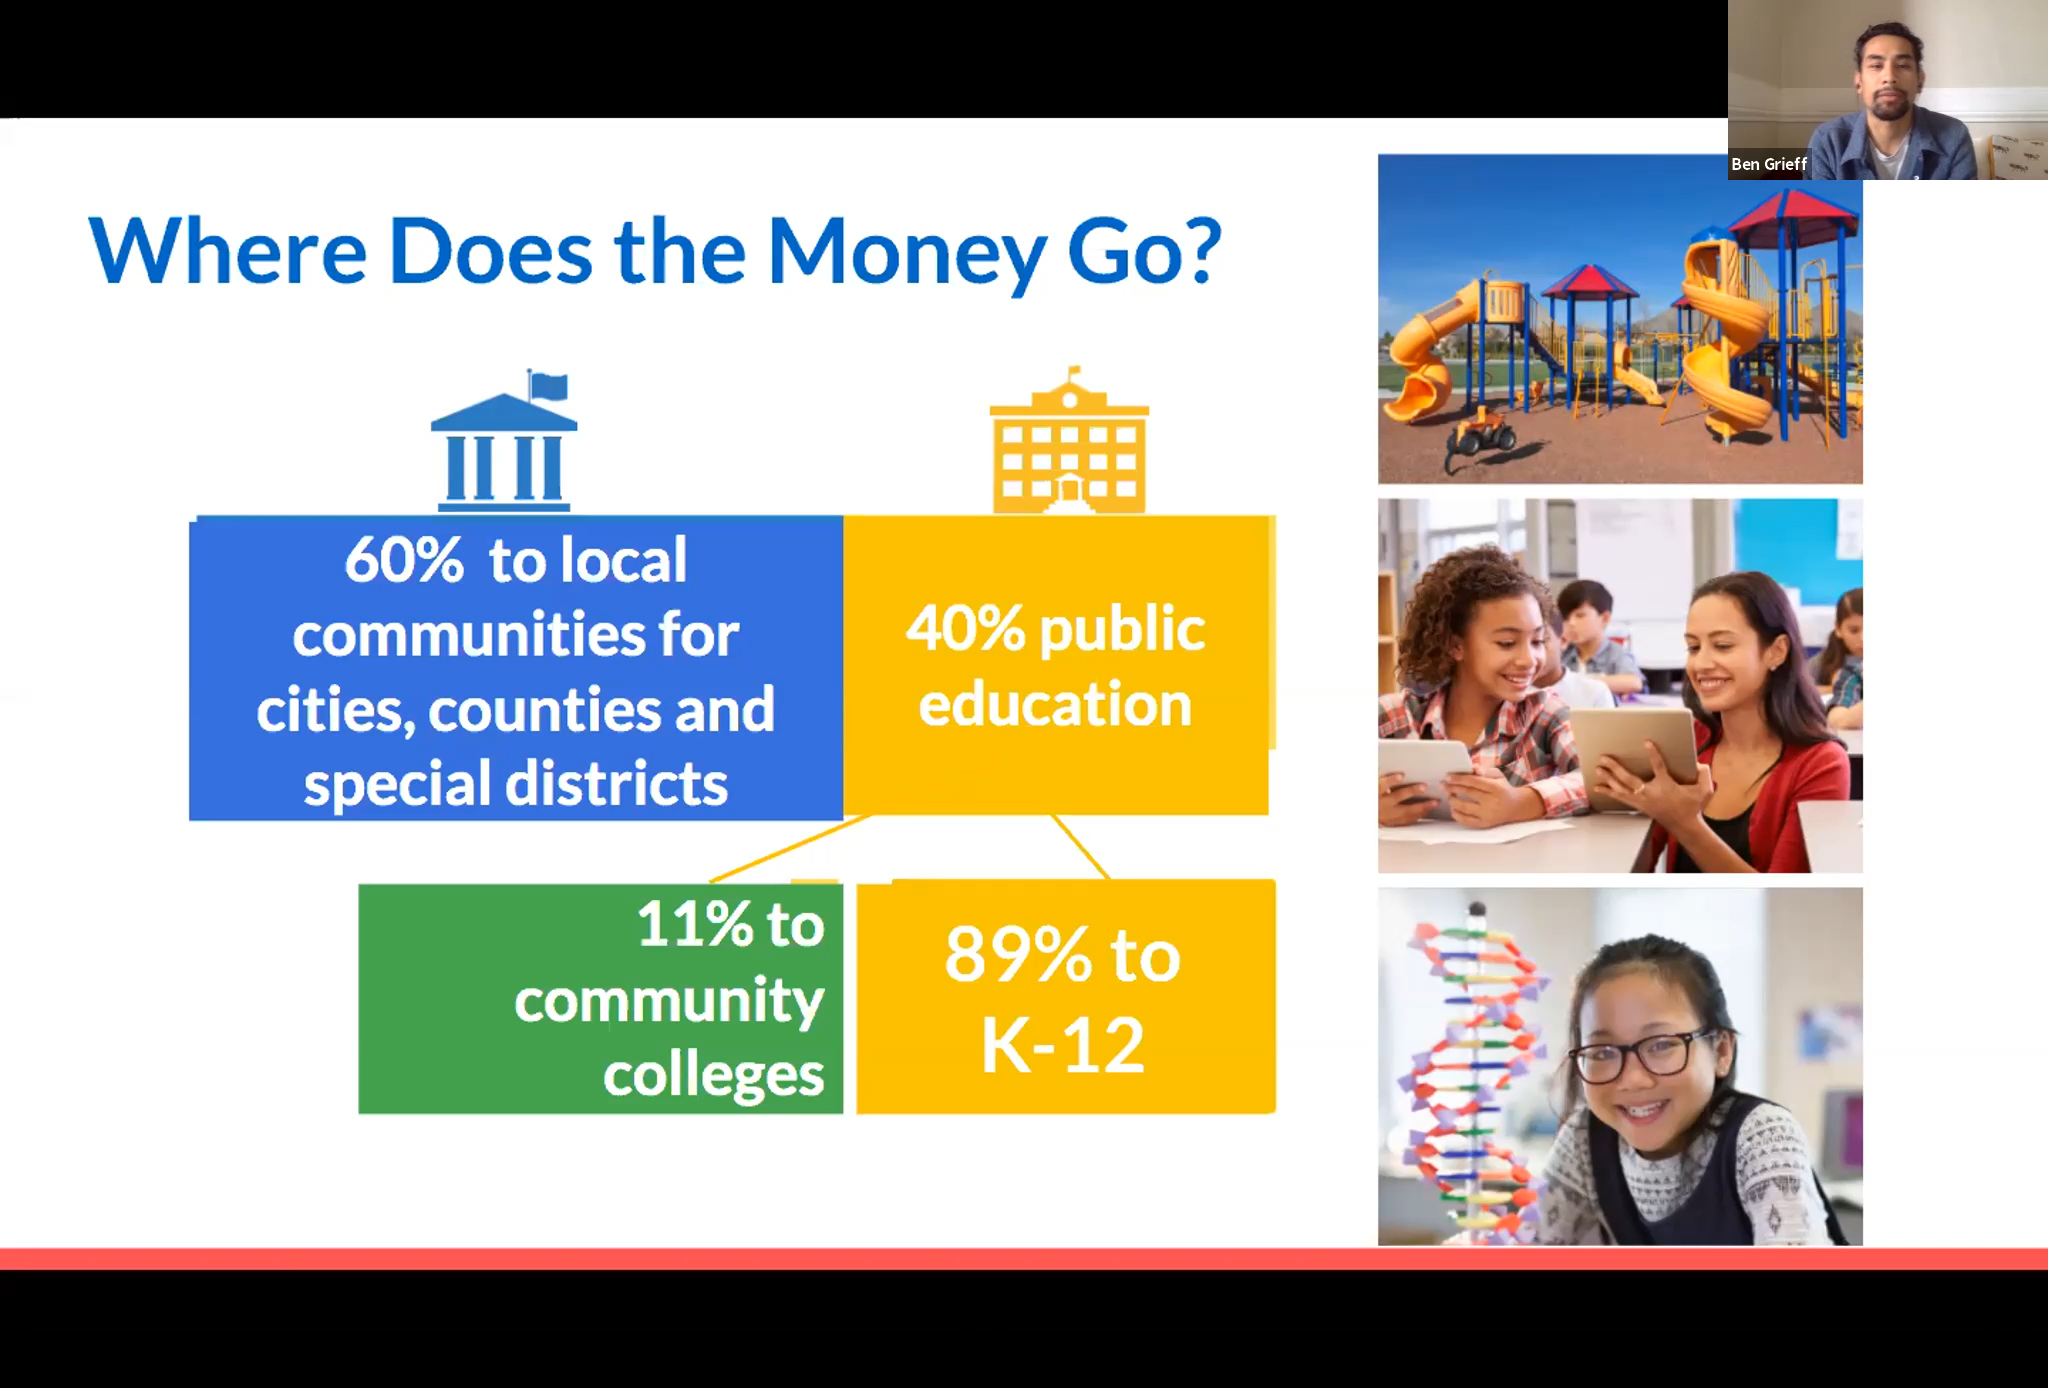 Ben Grieff
Where Does the Money Go?
60% to local
communities for
cities, counties and
special districts
40% public
education
11% to
community
colleges
89% to
K-12